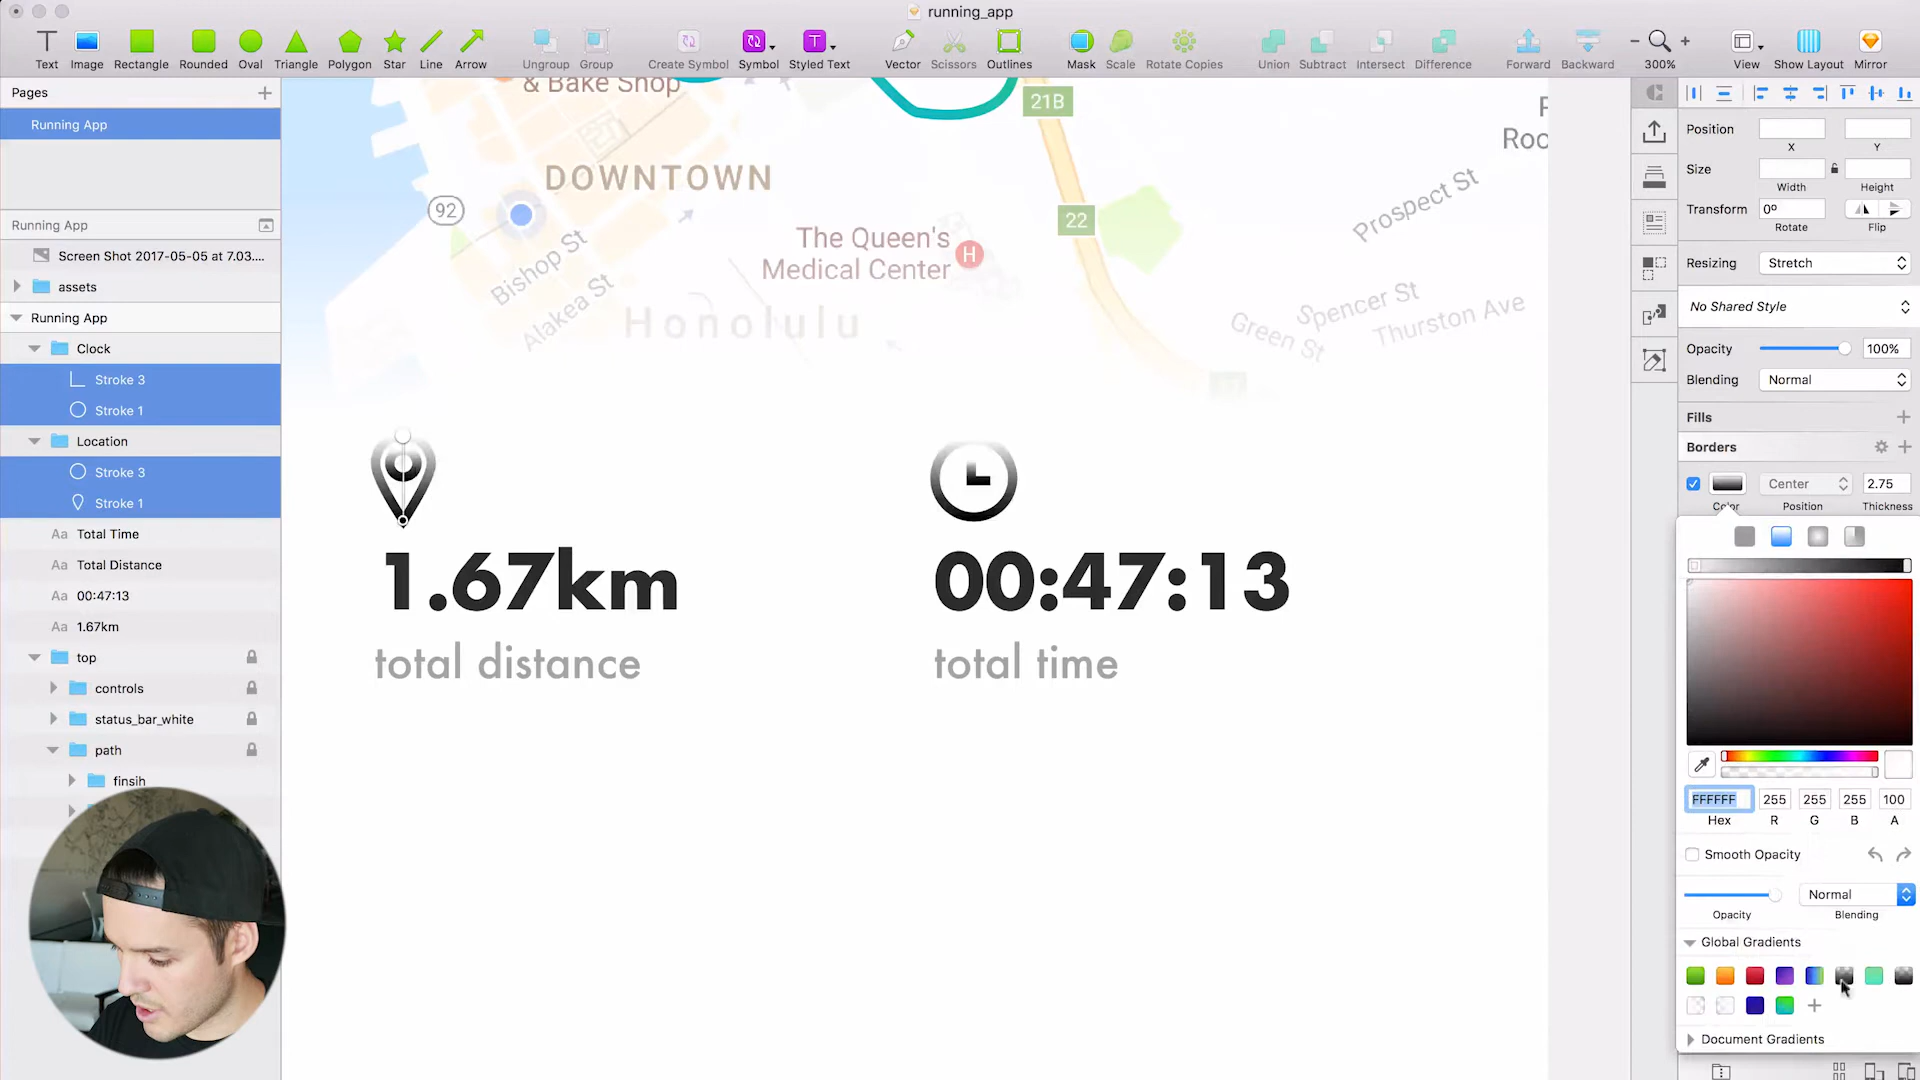 running_app
Text Image Rectangle Rounded Oval Triangle Polygon Star Line Arrow Ungroup Group Create Symbol Symbol Styled Text Vector Scissors Outlines Mask Scale Rotate Copies Union Subtract Intersect Difference Forward Backward 300% View Show Layout Mirror
Pages
Running App
Running App
Screen Shot 2017-05-05 at 7.03....
assets
Running App
Clock
Stroke 3
Stroke 1
Location
Stroke 3
Stroke 1
Aa Total Time
Aa Total Distance
Aa 00:47:13
Aa 1.67km
top
controls
status_bar_white
path
finsih
& Bake Shop
21B
DOWNTOWN
92
22
The Queen's
Medical Center
H
Bishop St
Alakea St
Honolulu
Prospect St
Roo
Spencer St
Green St
Thurston Ave
1.67km
total distance
00:47:13
total time
Position
X Y
Size
Width Height
Transform 0º
Rotate Flip
Resizing Stretch
No Shared Style
Opacity 100%
Blending Normal
Fills
Borders
Center 2.75
Color Position Thickness
FFFFFF 255 255 255 100
Hex R G B A
Smooth Opacity
Normal
Opacity Blending
Global Gradients
Document Gradients